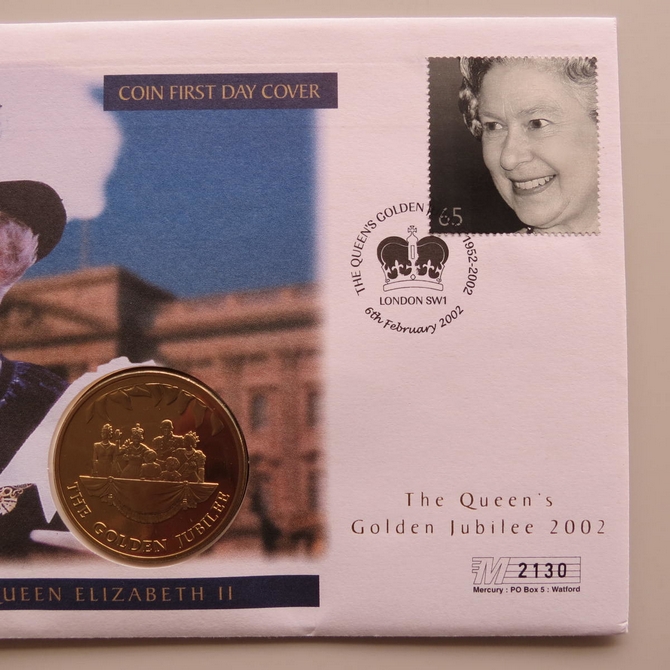 COIN FIRST DAY COVER
65
THE QUEEN'S GOLDEN
1952-2002
LONDON SW1
6th February 2002
THE GOLDEN JUBILEE
The Queen's
Golden Jubilee 2002
QUEEN ELIZABETH II
M 2130
Mercury : PO Box 5 : Watford